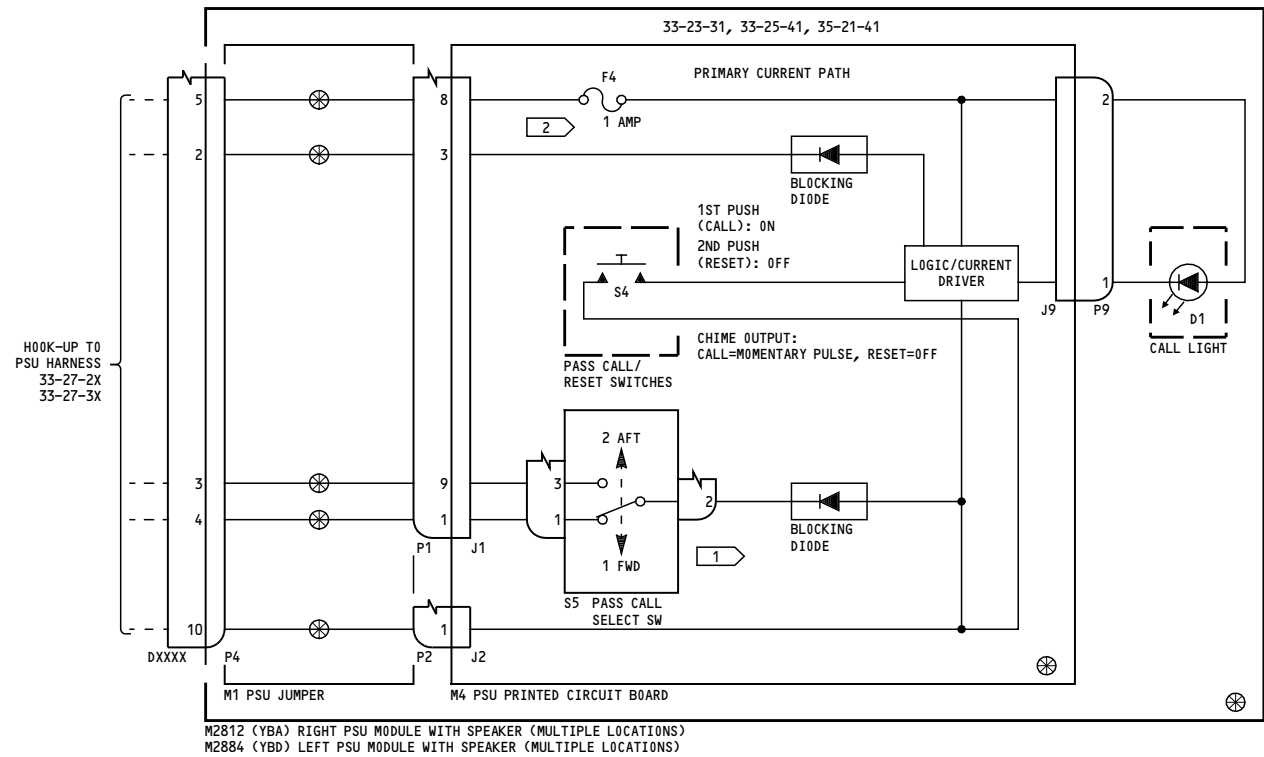 33-23-31, 33-25-41, 35-21-41
PRIMARY CURRENT PATH
F4
1 AMP
2
5
8
2
2
3
BLOCKING
DIODE
1ST PUSH
(CALL): ON
2ND PUSH
(RESET): OFF
S4
LOGIC/CURRENT
DRIVER
1
J9
P9
D1
CALL LIGHT
CHIME OUTPUT:
CALL=MOMENTARY PULSE, RESET=OFF
PASS CALL/
RESET SWITCHES
HOOK-UP TO
PSU HARNESS
33-27-2X
33-27-3X
2 AFT
3
9
3
2
4
1
1
BLOCKING
DIODE
P1
J1
1 FWD
1
S5 PASS CALL
SELECT SW
10
1
DXXXX
P4
P2
J2
M1 PSU JUMPER
M4 PSU PRINTED CIRCUIT BOARD
M2812 (YBA) RIGHT PSU MODULE WITH SPEAKER (MULTIPLE LOCATIONS)
M2884 (YBD) LEFT PSU MODULE WITH SPEAKER (MULTIPLE LOCATIONS)